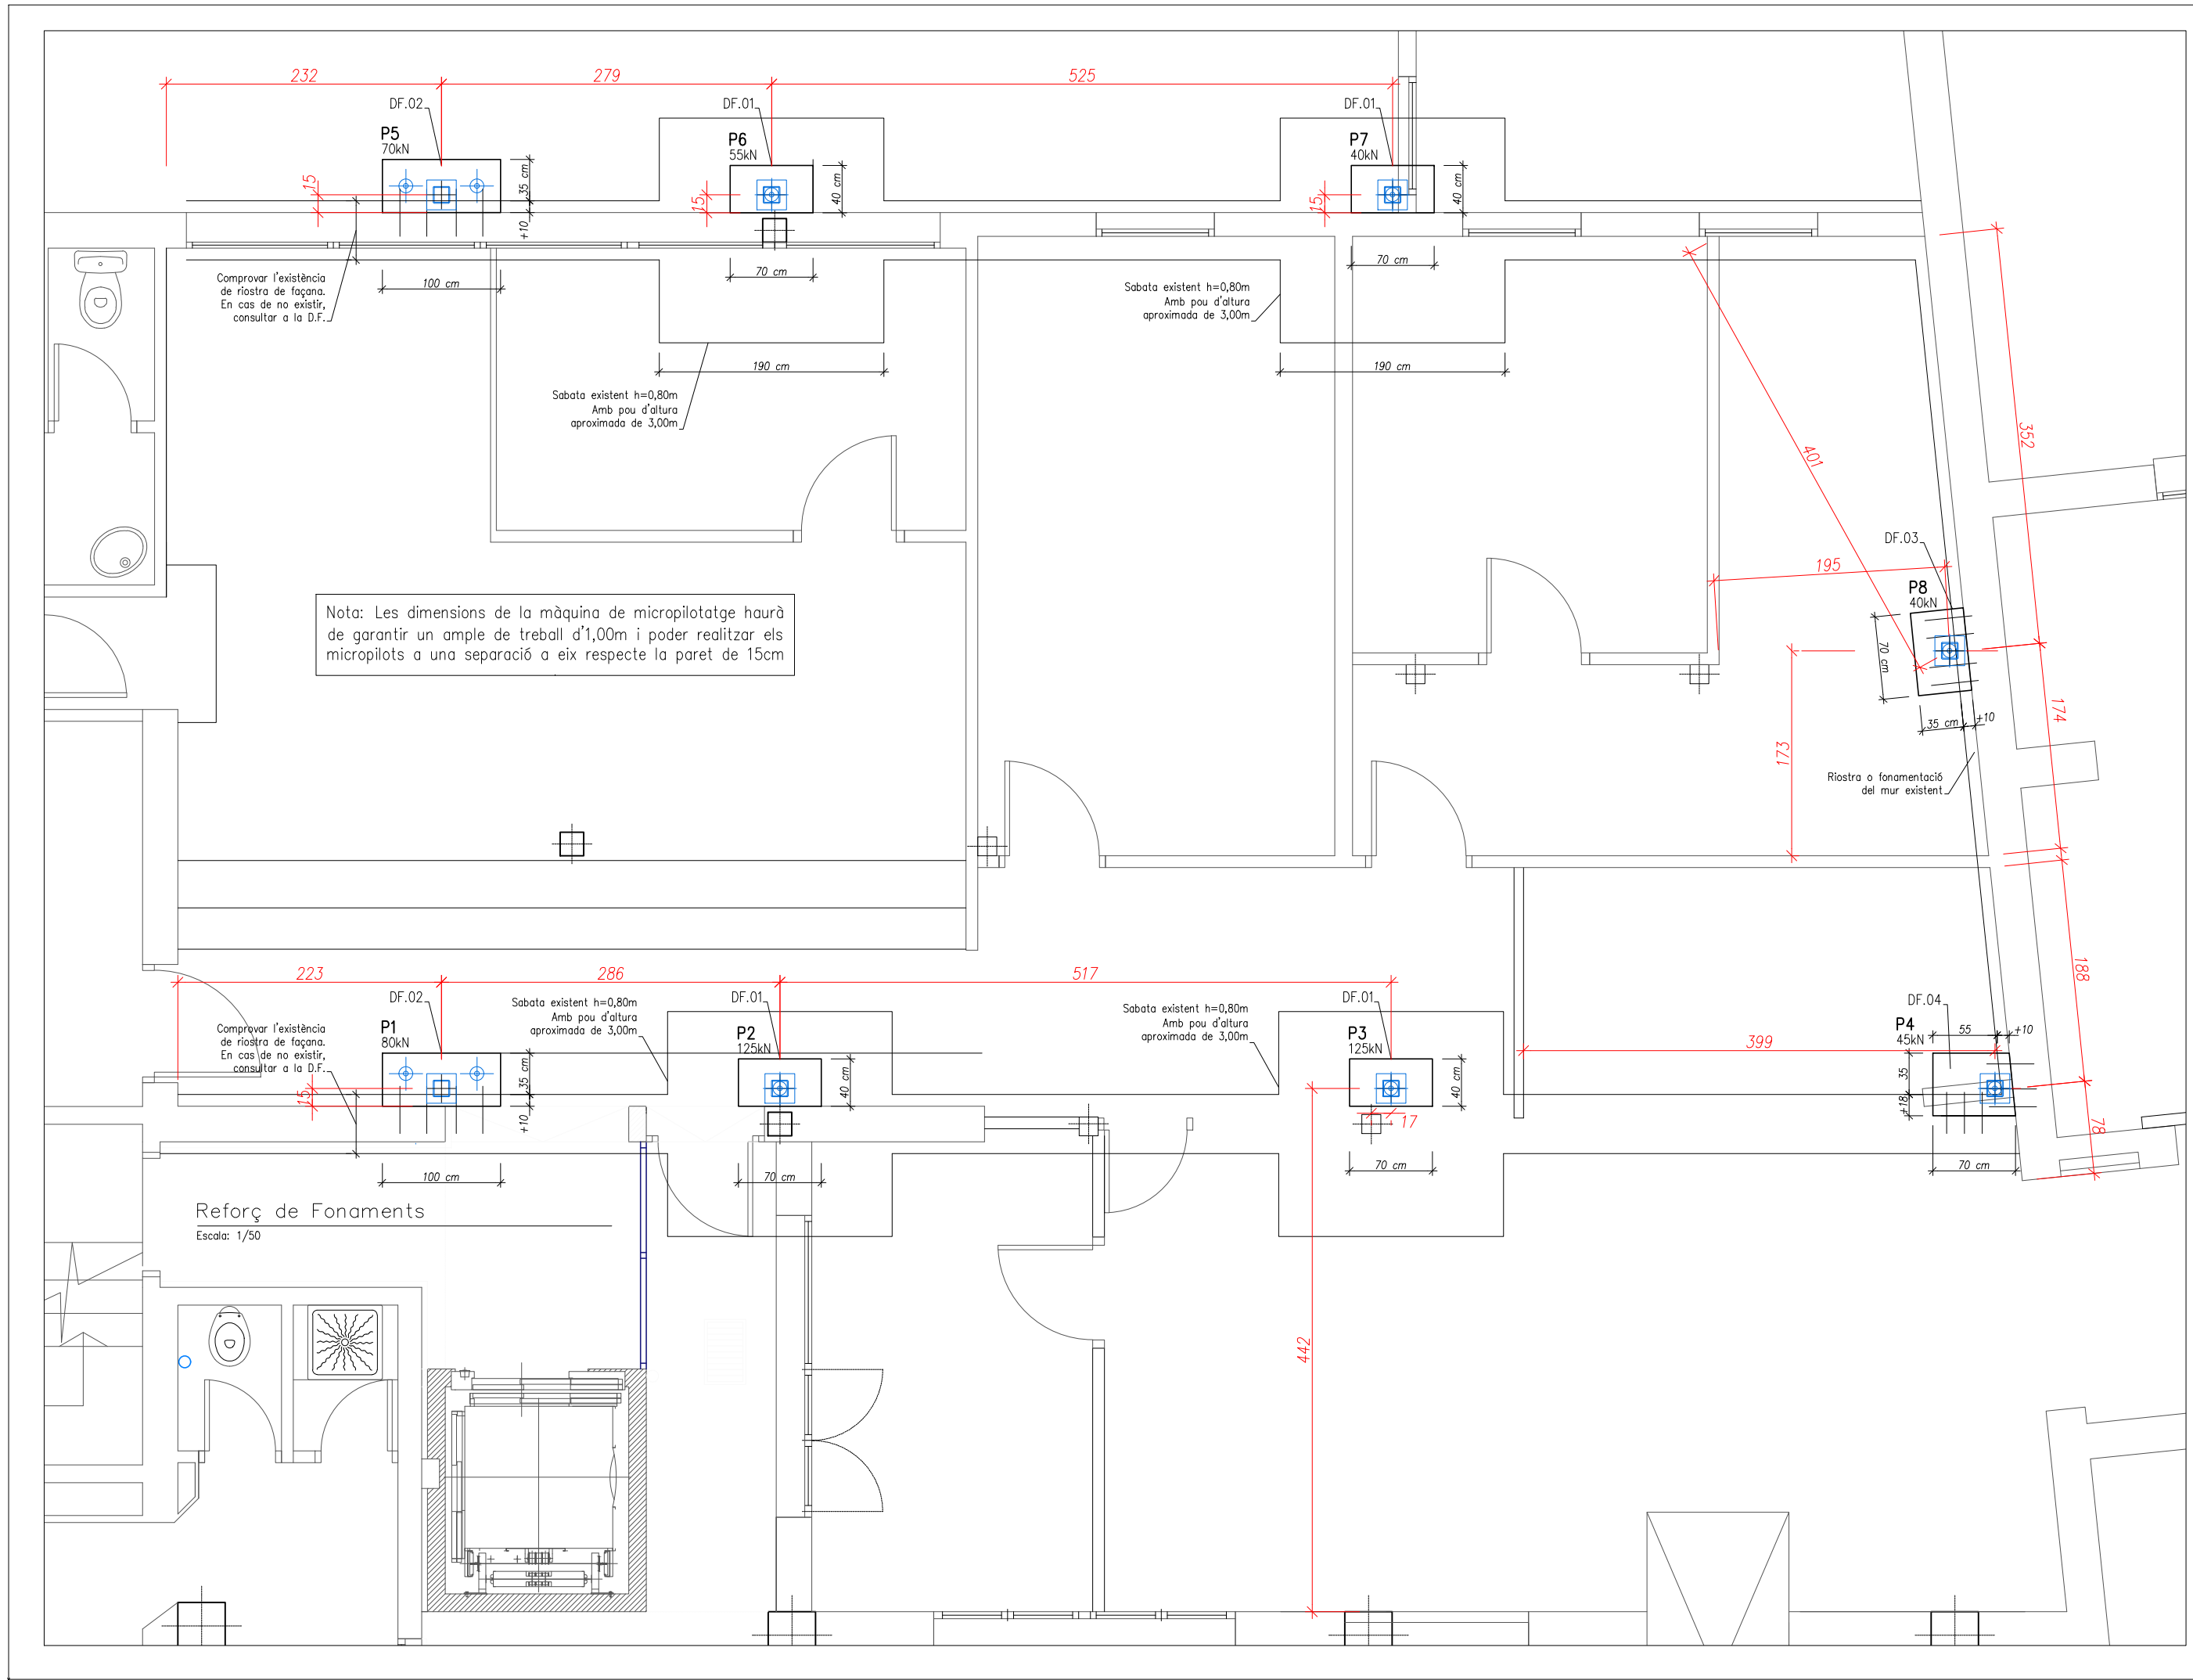 232
279
525
DF.02
DF.01
DF.01
P5
70kN
P6
55kN
P7
40kN
15
35 cm
+10
15
40 cm
15
40 cm
Comprovar l'existència
de riostra de façana.
En cas de no existir,
consultar a la D.F.
100 cm
70 cm
70 cm
Sabata existent h=0,80m
Amb pou d'altura
aproximada de 3,00m
190 cm
190 cm
Sabata existent h=0,80m
Amb pou d'altura
aproximada de 3,00m
352
401
DF.03
195
P8
40kN
70 cm
35 cm
+10
174
173
Riostra o fonamentació
del mur existent
Nota: Les dimensions de la màquina de micropilotatge haurà
de garantir un ample de treball d'1,00m i poder realitzar els
micropilots a una separació a eix respecte la paret de 15cm
223
286
517
188
DF.02
Sabata existent h=0,80m
Amb pou d'altura
aproximada de 3,00m
DF.01
Sabata existent h=0,80m
Amb pou d'altura
aproximada de 3,00m
DF.01
DF.04
Comprovar l'existència
de riostra de façana.
En cas de no existir,
consultar a la D.F.
P1
80kN
P2
125kN
P3
125kN
P4
45kN
55
+10
399
15
35 cm
+10
40 cm
40 cm
35
+18
17
78
100 cm
70 cm
70 cm
70 cm
Reforç de Fonaments
Escala: 1/50
442